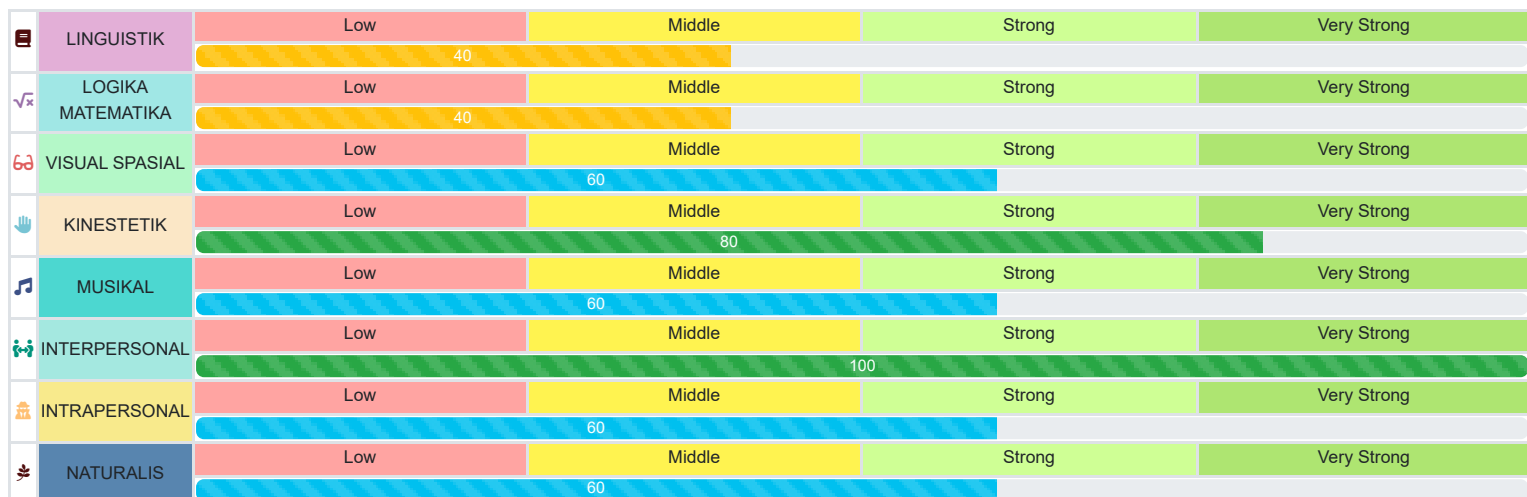 Low Middle Strong Very Strong
LINGUISTIK
40
Low Middle Strong Very Strong
LOGIKA
MATEMATIKA
40
Low Middle Strong Very Strong
VISUAL SPASIAL
60
Low Middle Strong Very Strong
KINESTETIK
80
Low Middle Strong Very Strong
MUSIKAL
60
Low Middle Strong Very Strong
INTERPERSONAL
100
Low Middle Strong Very Strong
INTRAPERSONAL
60
Low Middle Strong Very Strong
NATURALIS
60